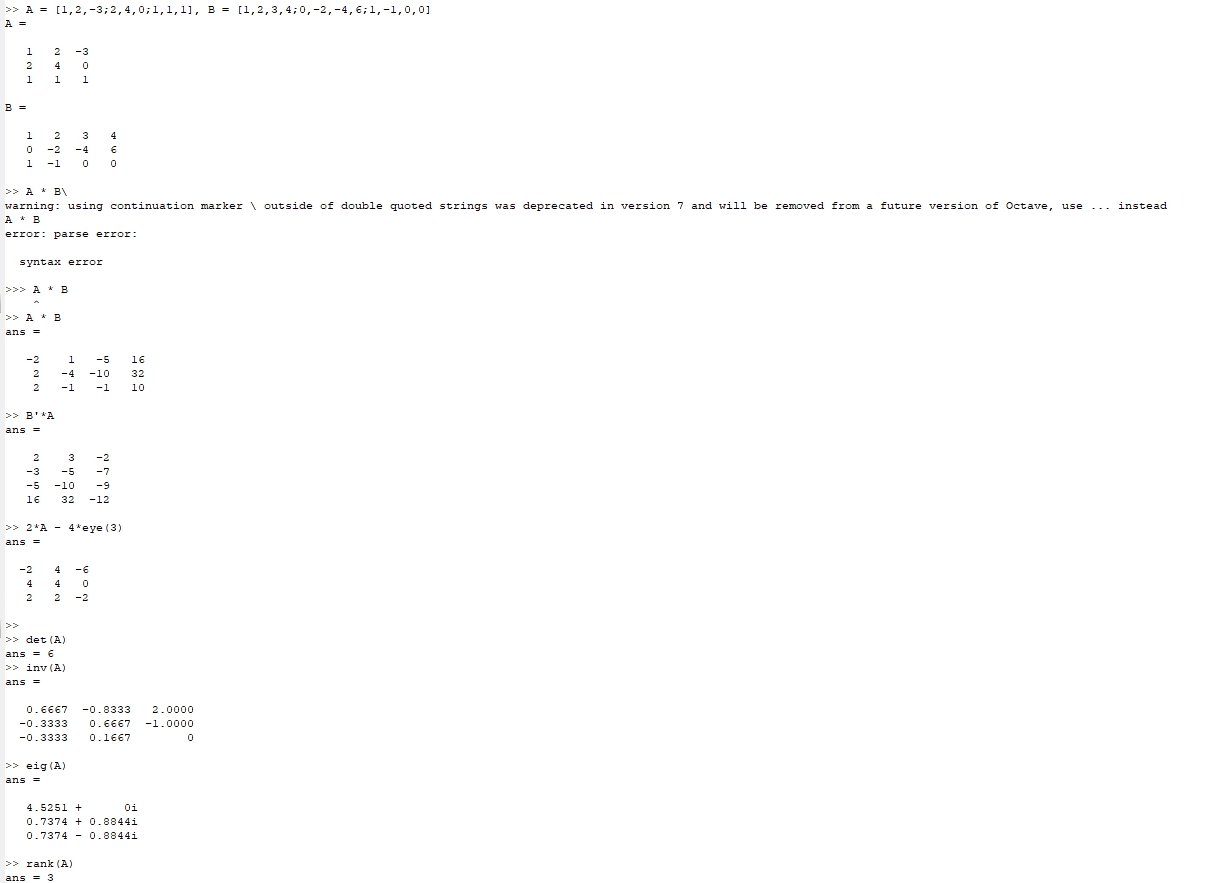 >> A = [1,2,-3;2,4,0;1,1,1], B = [1,2,3,4;0,-2,-4,6;1,-1,0,0]
A =
1 2 -3
2 4 0
1 1 1
B =
1 2 3 4
0 -2 -4 6
1 -1 0 0
>> A * B\
warning: using continuation marker \ outside of double quoted strings was deprecated in version 7 and will be removed from a future version of Octave, use ... instead
A * B
error: parse error:
syntax error
>>> A * B
^
>> A * B
ans =
-2 1 -5 16
2 -4 -10 32
2 -1 -1 10
>> B'*A
ans =
2 3 -2
-3 -5 -7
-5 -10 -9
16 32 -12
>> 2*A - 4*eye(3)
ans =
-2 4 -6
4 4 0
2 2 -2
>>
>> det(A)
ans = 6
>> inv(A)
ans =
0.6667 -0.8333 2.0000
-0.3333 0.6667 -1.0000
-0.3333 0.1667 0
>> eig(A)
ans =
4.5251 + 0i
0.7374 + 0.8844i
0.7374 - 0.8844i
>> rank(A)
ans = 3